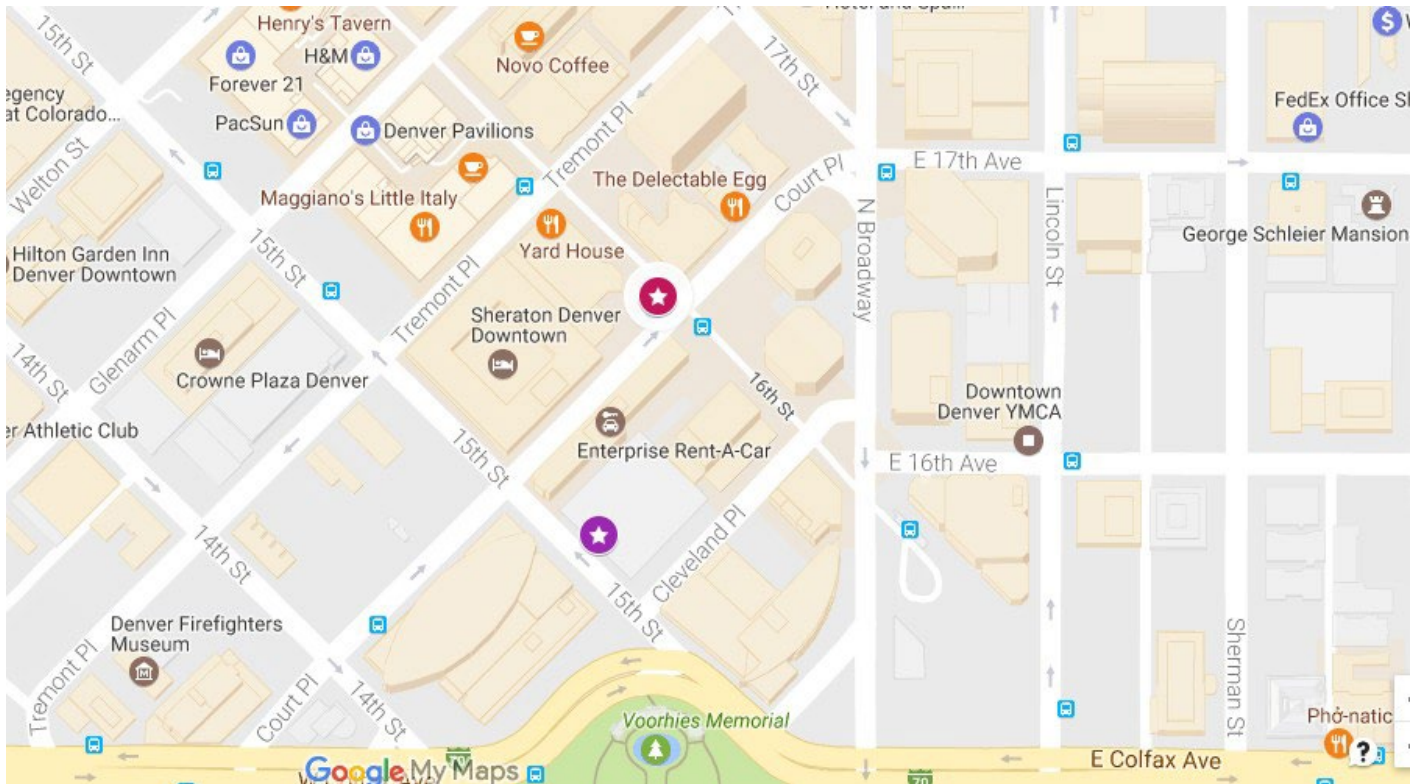 Hotel and Spa...
15th St
Henry's Tavern
H&M
Forever 21
Novo Coffee
17th St
$
egency
at Colorado...
PacSun
Denver Pavilions
Tremont Pl
FedEx Office Sl
Welton St
E 17th Ave
The Delectable Egg
Court Pl
Maggiano's Little Italy
Yard House
N Broadway
Lincoln St
George Schleier Mansion
Hilton Garden Inn
Denver Downtown
15th St
Tremont Pl
Sheraton Denver
Downtown
Glenarm Pl
14th St
Crowne Plaza Denver
16th St
Downtown
Denver YMCA
er Athletic Club
15th St
Enterprise Rent-A-Car
E 16th Ave
14th St
Cleveland Pl
15th St
Denver Firefighters
Museum
M
Sherman St
Tremont Pl
Court Pl
14th St
Voorhies Memorial
Phở-natic
?
E Colfax Ave
Google My Maps